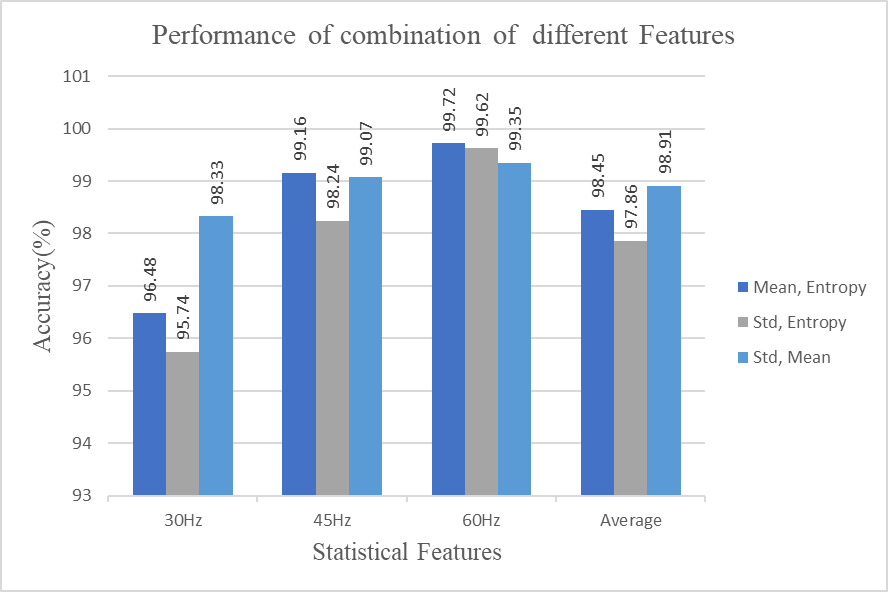 Performance of combination of different Features
101
100
99
98
97
96
95
94
93
Accuracy(%)
96.48
95.74
98.33
99.16
98.24
99.07
99.72
99.62
99.35
98.45
97.86
98.91
30Hz
45Hz
60Hz
Average
Statistical Features
Mean, Entropy
Std, Entropy
Std, Mean